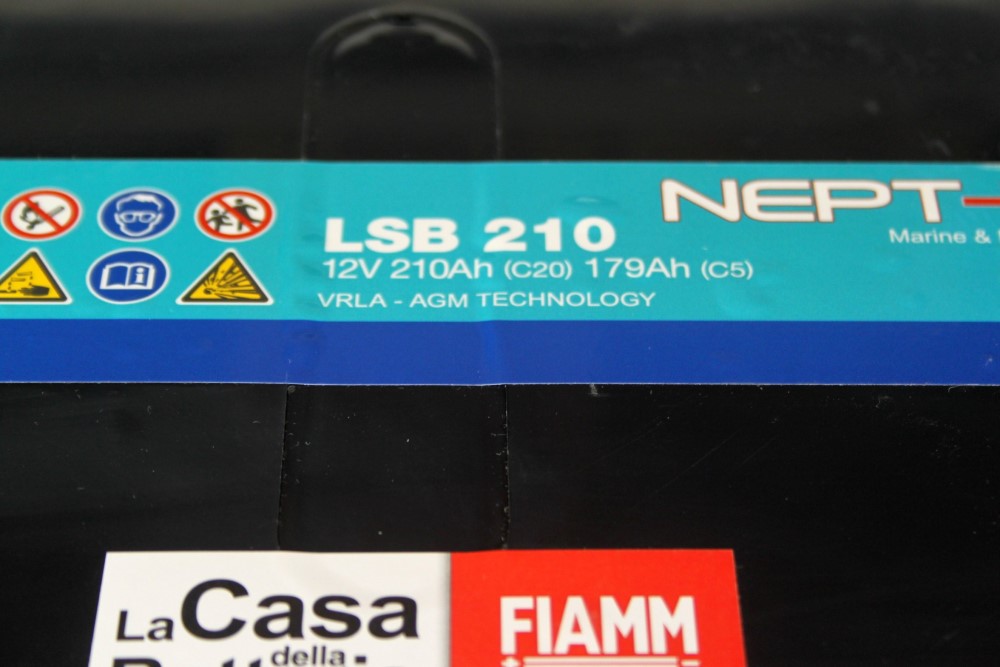 NEPT
LSB 210
Marine &
12V 210Ah (C20) 179Ah (C5)
VRLA - AGM TECHNOLOGY
La Casa
della
FIAMM